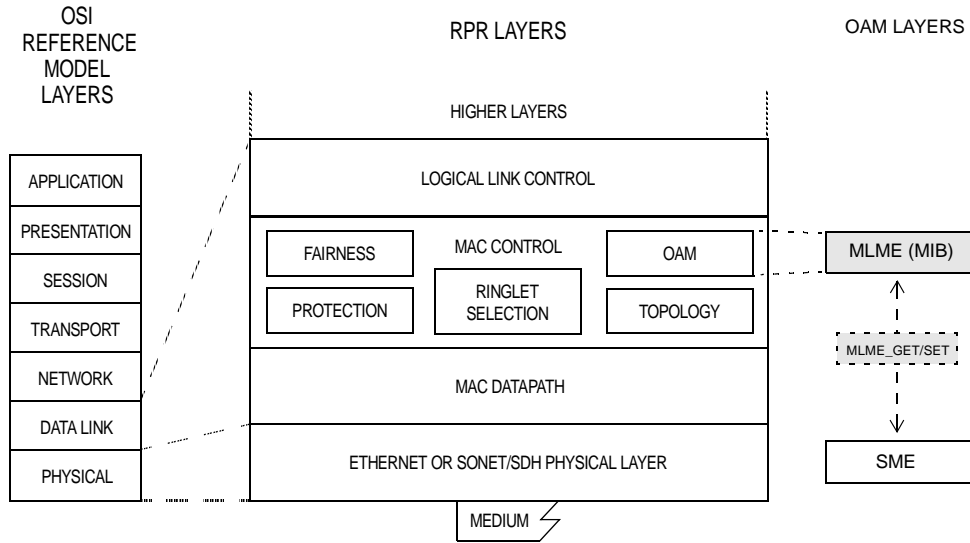 OSI
REFERENCE
MODEL
LAYERS
RPR LAYERS
OAM LAYERS
HIGHER LAYERS
APPLICATION
PRESENTATION
SESSION
TRANSPORT
NETWORK
DATA LINK
PHYSICAL
LOGICAL LINK CONTROL
FAIRNESS
MAC CONTROL
OAM
PROTECTION
RINGLET
SELECTION
TOPOLOGY
MAC DATAPATH
ETHERNET OR SONET/SDH PHYSICAL LAYER
MEDIUM
MLME (MIB)
MLME_GET/SET
SME